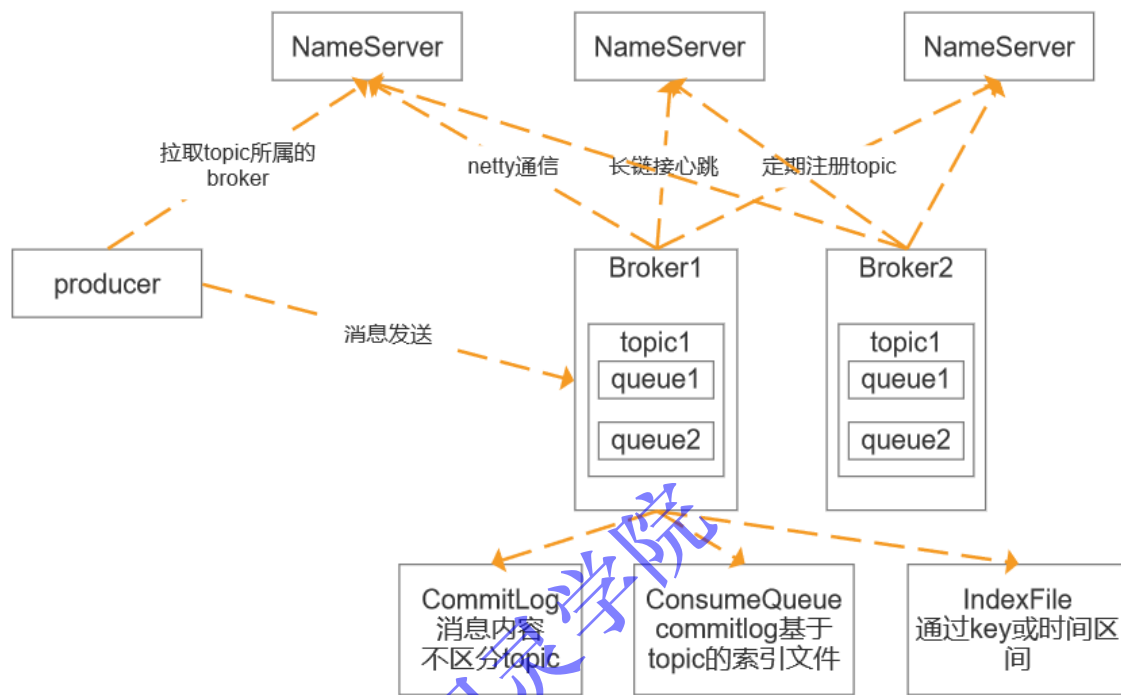 NameServer
NameServer
NameServer
拉取topic所属的
broker
netty通信
长链接心跳
定期注册topic
producer
消息发送
Broker1
topic1
queue1
queue2
Broker2
topic1
queue1
queue2
CommitLog
消息内容
不区分topic
ConsumeQueue
commitlog基于
topic的索引文件
IndexFile
通过key或时间区
间
灵学院